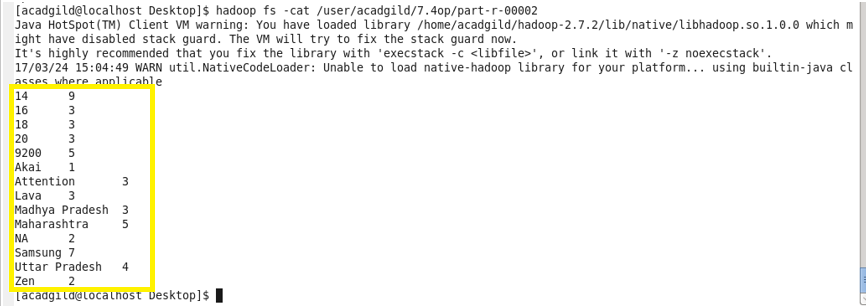 [acadgild@localhost Desktop]$ hadoop fs -cat /user/acadgild/7.4op/part-r-00002
Java HotSpot(TM) Client VM warning: You have loaded library /home/acadgild/hadoop-2.7.2/lib/native/libhadoop.so.1.0.0 which m
ight have disabled stack guard. The VM will try to fix the stack guard now.
It's highly recommended that you fix the library with 'execstack -c <libfile>', or link it with '-z noexecstack'.
17/03/24 15:04:49 WARN util.NativeCodeLoader: Unable to load native-hadoop library for your platform... using builtin-java cl
asses where applicable
14	9
16	3
18	3
20	3
9200	5
Akai	1
Attention	3
Lava	3
Madhya Pradesh	3
Maharashtra	5
NA	2
Samsung	7
Uttar Pradesh	4
Zen	2
[acadgild@localhost Desktop]$